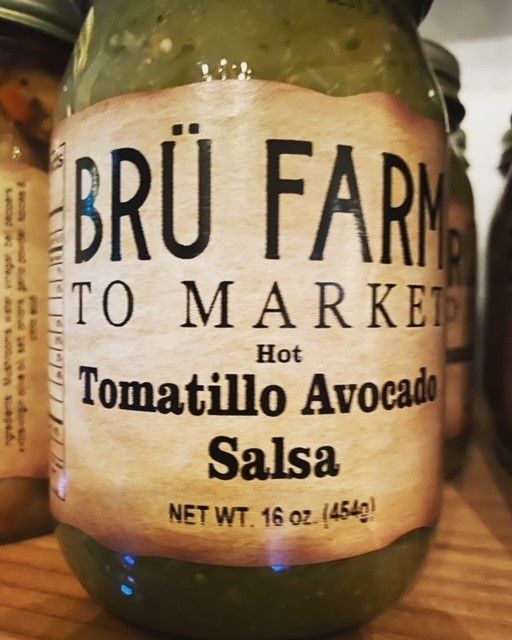 BRÜ FARM
TO MARKET
Hot
Tomatillo Avocado
Salsa
NET WT. 16 oz. (454g)